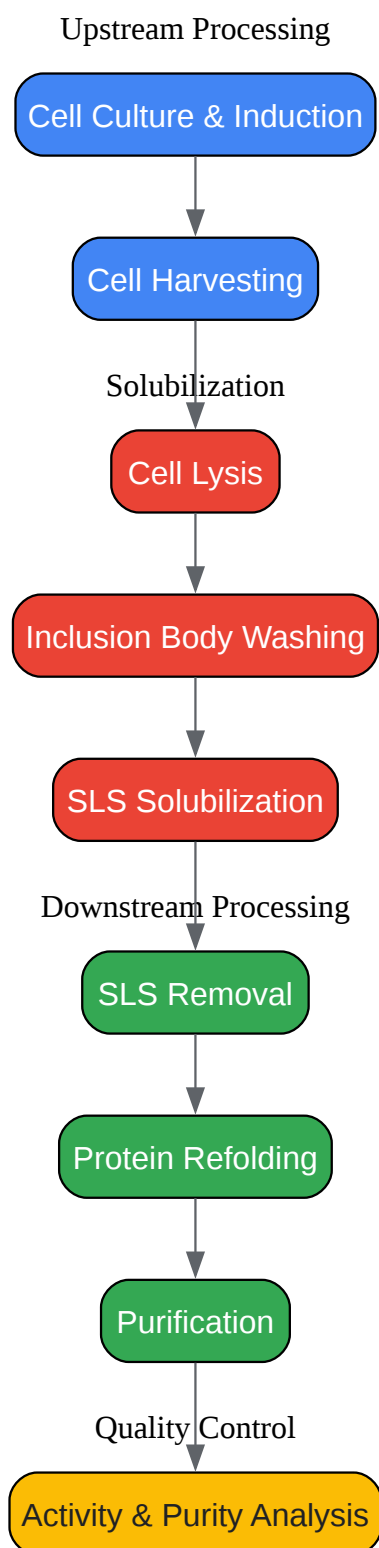 Upstream Processing
Cell Culture & Induction
Cell Harvesting
Solubilization
Cell Lysis
Inclusion Body Washing
SLS Solubilization
Downstream Processing
SLS Removal
Protein Refolding
Purification
Quality Control
Activity & Purity Analysis